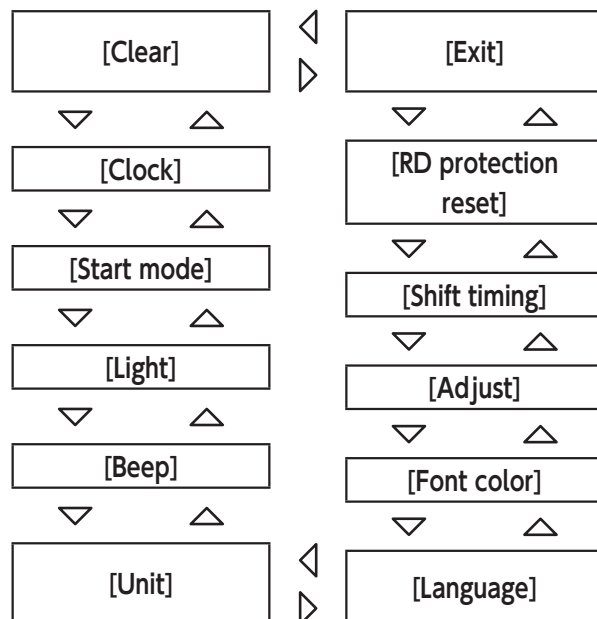 [Clear]
[Exit]
[Clock]
[RD protection
reset]
[Start mode]
[Shift timing]
[Light]
[Adjust]
[Beep]
[Font color]
[Unit]
[Language]